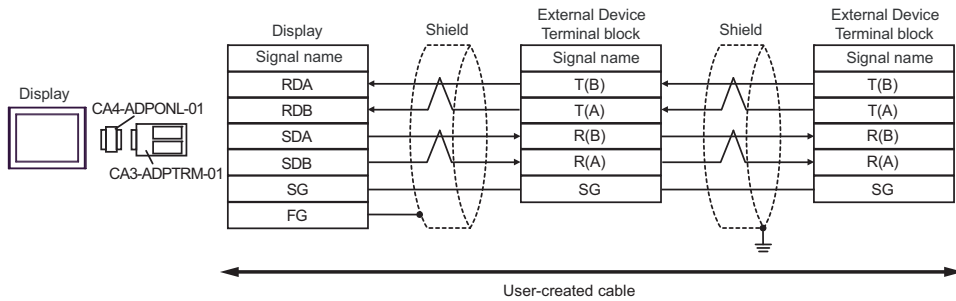 Display
CA4-ADPONL-01
CA3-ADPTRM-01
Display
Signal name
RDA
RDB
SDA
SDB
SG
FG
Shield
External Device
Terminal block
Signal name
T(B)
T(A)
R(B)
R(A)
SG
Shield
External Device
Terminal block
Signal name
T(B)
T(A)
R(B)
R(A)
SG
User-created cable